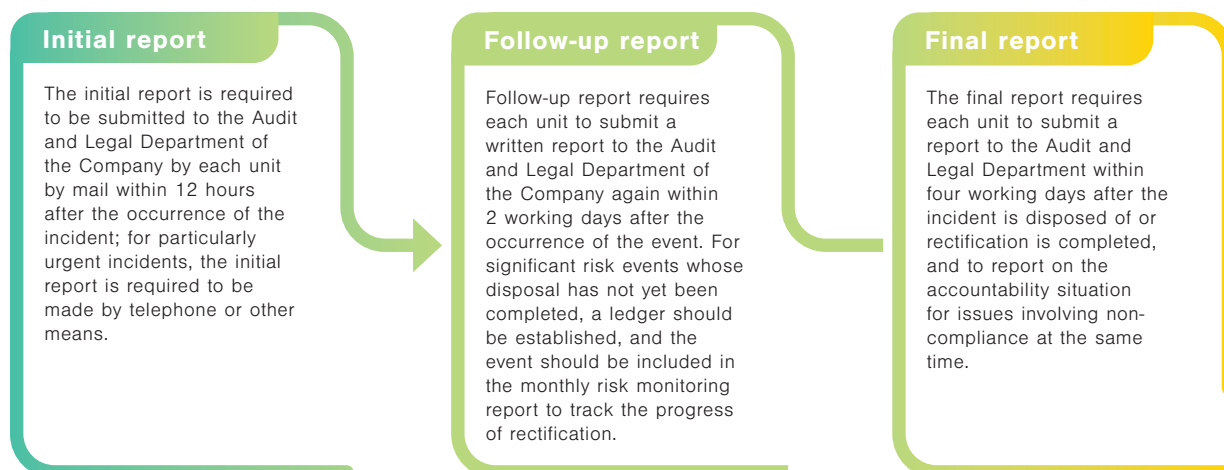 Initial report
The initial report is required
to be submitted to the Audit
and Legal Department of
the Company by each unit
by mail within 12 hours
after the occurrence of the
incident; for particularly
urgent incidents, the initial
report is required to be
made by telephone or other
means.
Follow-up report
Follow-up report requires
each unit to submit a
written report to the Audit
and Legal Department of
the Company again within
2 working days after the
occurrence of the event. For
significant risk events whose
disposal has not yet been
completed, a ledger should
be established, and the
event should be included in
the monthly risk monitoring
report to track the progress
of rectification.
Final report
The final report requires
each unit to submit a
report to the Audit and
Legal Department within
four working days after the
incident is disposed of or
rectification is completed,
and to report on the
accountability situation
for issues involving non-
compliance at the same
time.